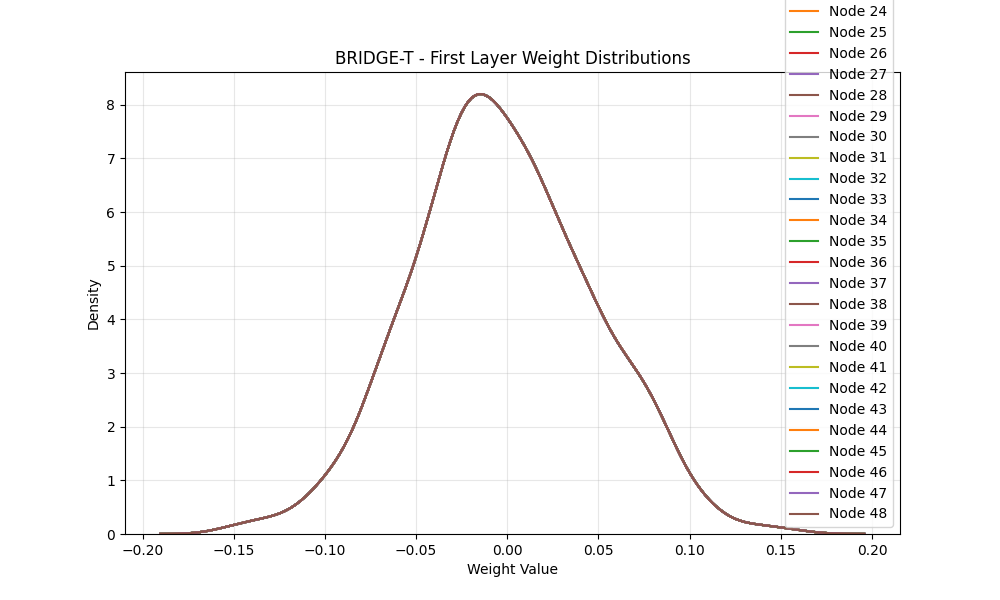 BRIDGE-T - First Layer Weight Distributions
Density
8
7
6
5
4
3
2
1
0
−0.20
−0.15
−0.10
−0.05
0.00
0.05
0.10
0.15
0.20
Weight Value
Node 24
Node 25
Node 26
Node 27
Node 28
Node 29
Node 30
Node 31
Node 32
Node 33
Node 34
Node 35
Node 36
Node 37
Node 38
Node 39
Node 40
Node 41
Node 42
Node 43
Node 44
Node 45
Node 46
Node 47
Node 48